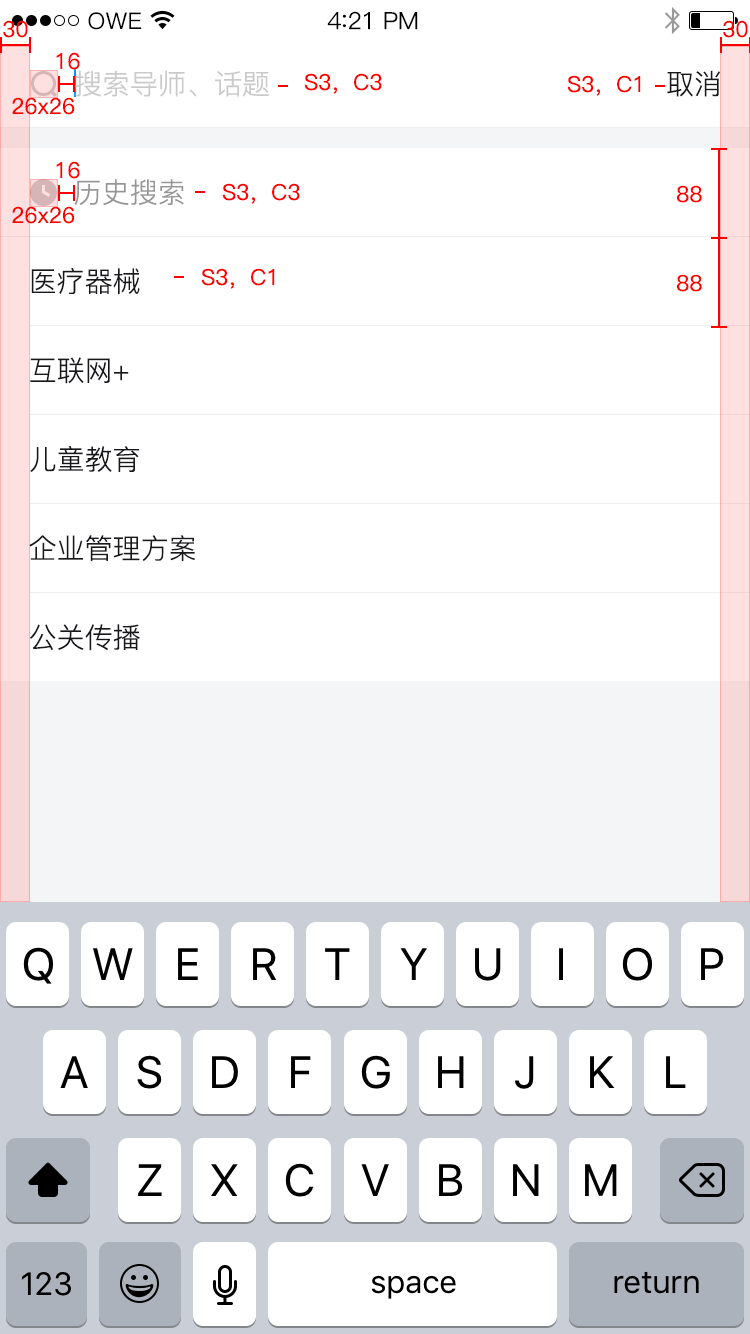 OWE 4:21 PM
30 30
16
搜索导师、话题 - S3，C3 S3，C1 -取消
26x26
16
历史搜索 - S3，C3 88
26x26
医疗器械 - S3，C1 88
互联网+
儿童教育
企业管理方案
公关传播
Q W E R T Y U I O P
A S D F G H J K L
Z X C V B N M
123 space return